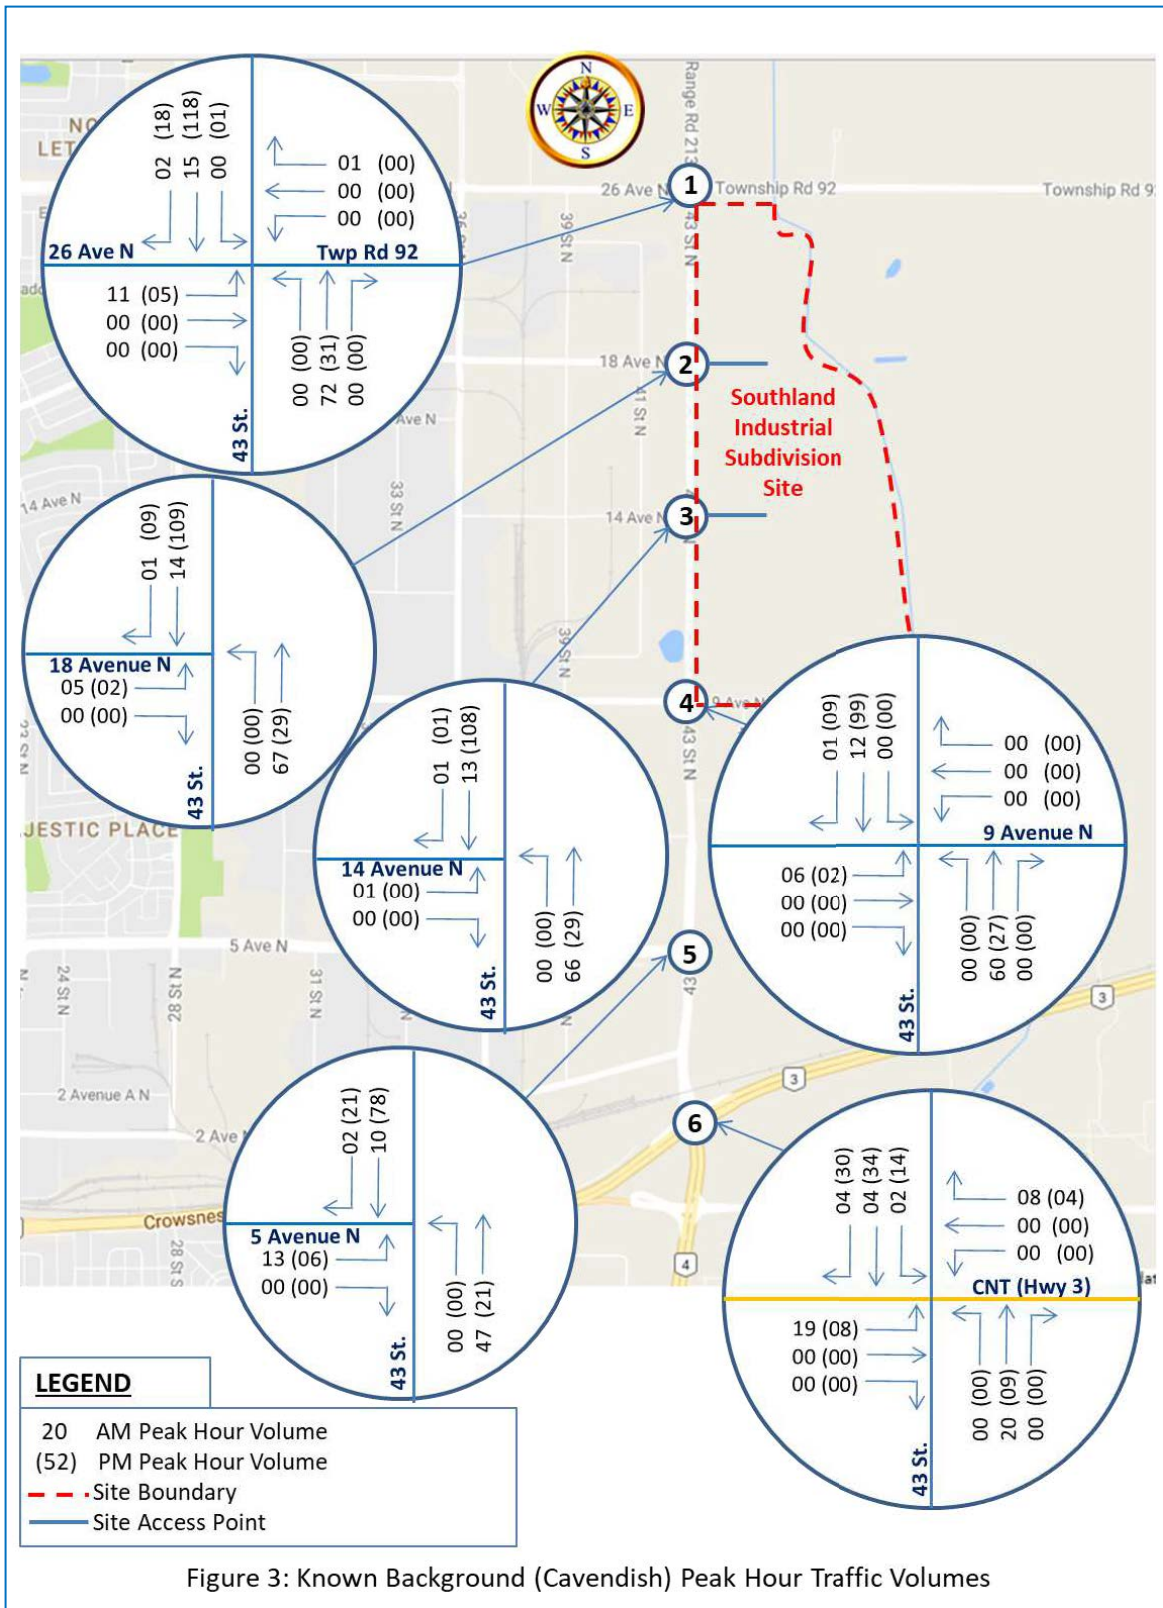 N
W
E
S
Range Rd 213
26 Ave N
1
Township Rd 92
Township Rd 92
43 St N
39 St N
02 (18)
15 (118)
00 (01)
01 (00)
00 (00)
00 (00)
26 Ave N
Twp Rd 92
11 (05)
00 (00)
00 (00)
00 (00)
72 (31)
00 (00)
43 St.
18 Ave N
2
41 St N
Southland
Industrial
Subdivision
Site
Ave N
14 Ave N
33 St N
14 Ave N
3
01 (09)
14 (109)
18 Avenue N
05 (02)
00 (00)
00 (00)
67 (29)
43 St.
39 St N
4
9 Ave N
43 St N
JESTIC PLACE
01 (01)
13 (108)
14 Avenue N
01 (00)
00 (00)
00 (00)
66 (29)
43 St.
01 (09)
12 (99)
00 (00)
00 (00)
00 (00)
00 (00)
9 Avenue N
06 (02)
00 (00)
00 (00)
00 (00)
60 (27)
00 (00)
43 St.
5 Ave N
5
43
24 St N
28 St N
31 St N
3
3
2 Avenue A N
2 Ave
6
Crowsnes
28 St S
4
02 (21)
10 (78)
5 Avenue N
13 (06)
00 (00)
00 (00)
47 (21)
43 St.
04 (30)
04 (34)
02 (14)
08 (04)
00 (00)
00 (00)
CNT (Hwy 3)
19 (08)
00 (00)
00 (00)
00 (00)
20 (09)
00 (00)
43 St.
LEGEND
20 AM Peak Hour Volume
(52) PM Peak Hour Volume
Site Boundary
Site Access Point
Figure 3: Known Background (Cavendish) Peak Hour Traffic Volumes